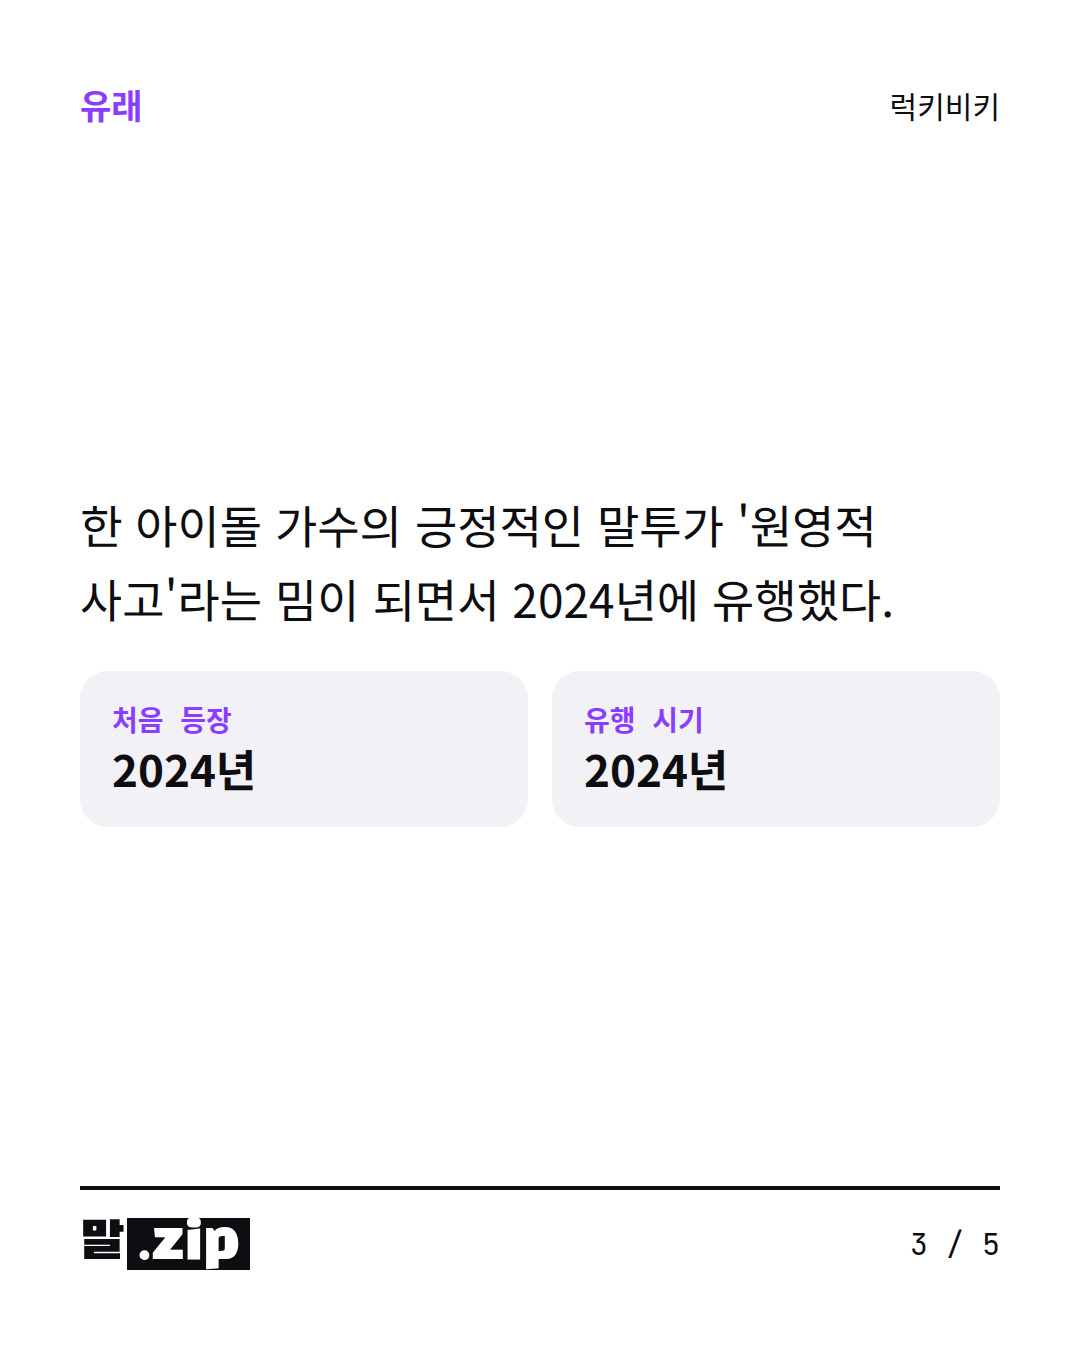 유래
럭키비키
한 아이돌 가수의 긍정적인 말투가 '원영적
사고'라는 밈이 되면서 2024년에 유행했다.
처음 등장
2024년
유행 시기
2024년
말.zip
3 / 5